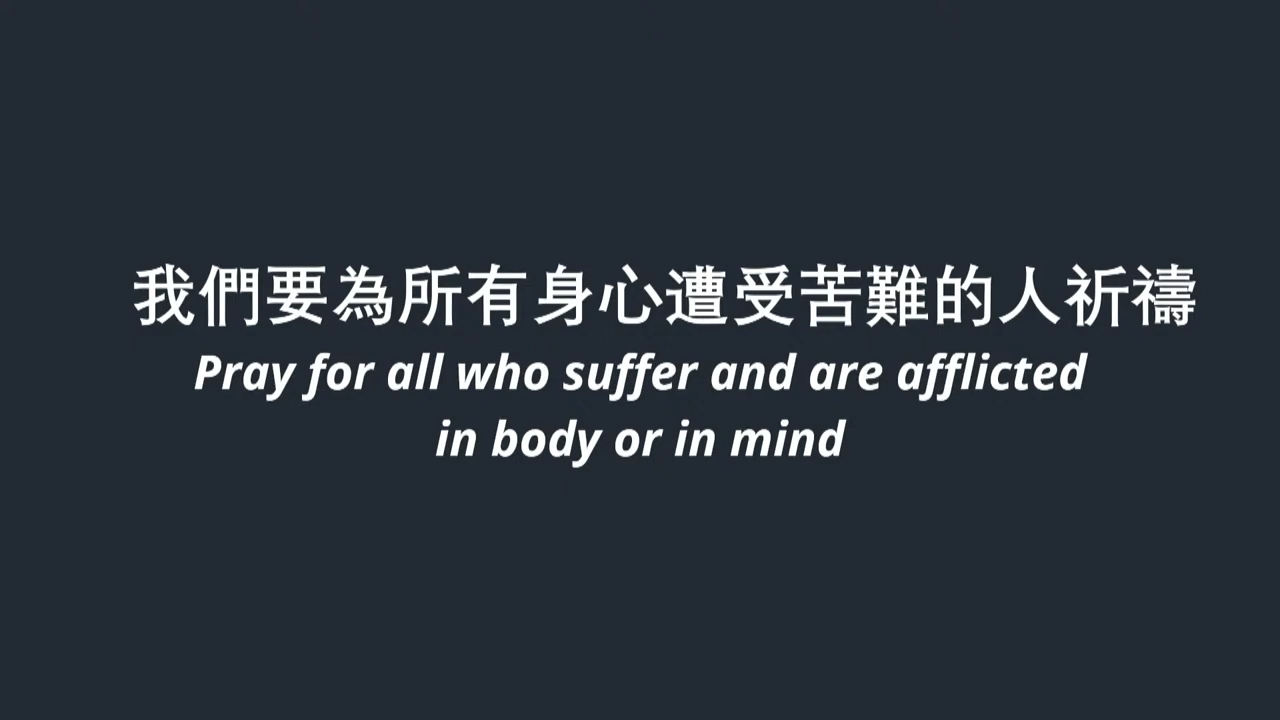 我們要為所有身心遭受苦難的人祈禱
Pray for all who suffer and are afflicted
in body or in mind